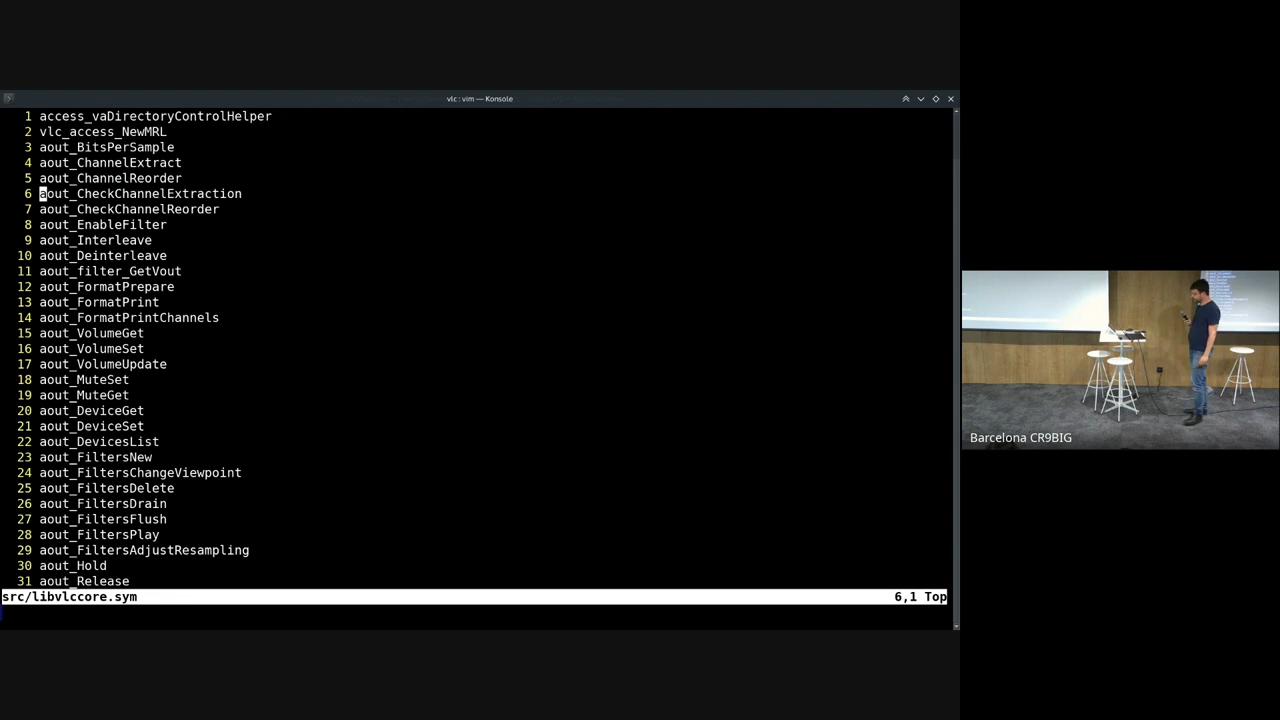 vlc : vim — Konsole
1 access_vaDirectoryControlHelper
2 vlc_access_NewMRL
3 aout_BitsPerSample
4 aout_ChannelExtract
5 aout_ChannelReorder
6 aout_CheckChannelExtraction
7 aout_CheckChannelReorder
8 aout_EnableFilter
9 aout_Interleave
10 aout_Deinterleave
11 aout_filter_GetVout
12 aout_FormatPrepare
13 aout_FormatPrint
14 aout_FormatPrintChannels
15 aout_VolumeGet
16 aout_VolumeSet
17 aout_VolumeUpdate
18 aout_MuteSet
19 aout_MuteGet
20 aout_DeviceGet
21 aout_DeviceSet
22 aout_DevicesList
23 aout_FiltersNew
24 aout_FiltersChangeViewpoint
25 aout_FiltersDelete
26 aout_FiltersDrain
27 aout_FiltersFlush
28 aout_FiltersPlay
29 aout_FiltersAdjustResampling
30 aout_Hold
31 aout_Release
src/libvlccore.sym 6,1 Top
Barcelona CR9BIG